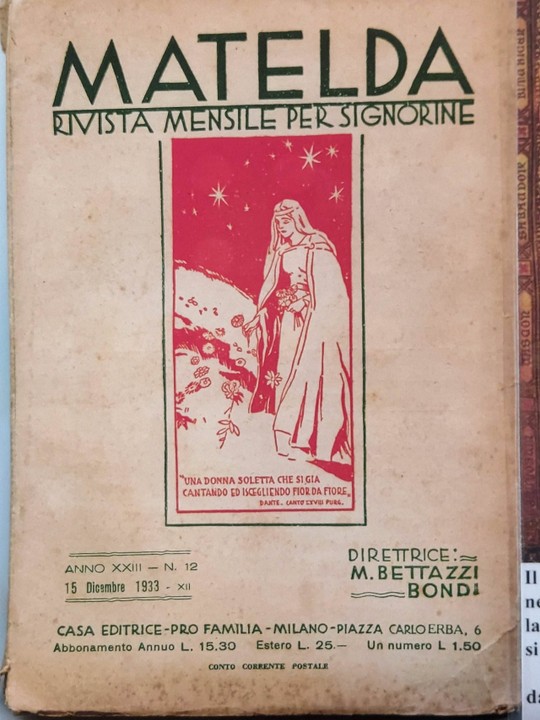 MATELDA
RIVISTA MENSILE PER SIGNORINE
"UNA DONNA SOLETTA CHE SI GIA
CANTANDO ED ISCEGLIENDO FIOR DA FIORE„
DANTE. CANTO XXVIII PURG.
ANNO XXIII — N. 12
15 Dicembre 1933 - XII
DIRETTRICE:
M. BETTAZZI
BONDI
CASA EDITRICE-PRO FAMILIA-MILANO-PIAZZA CARLO ERBA, 6
Abbonamento Annuo L. 15.30 Estero L. 25.— Un numero L 1.50
CONTO CORRENTE POSTALE
Il
ne
la
si
da